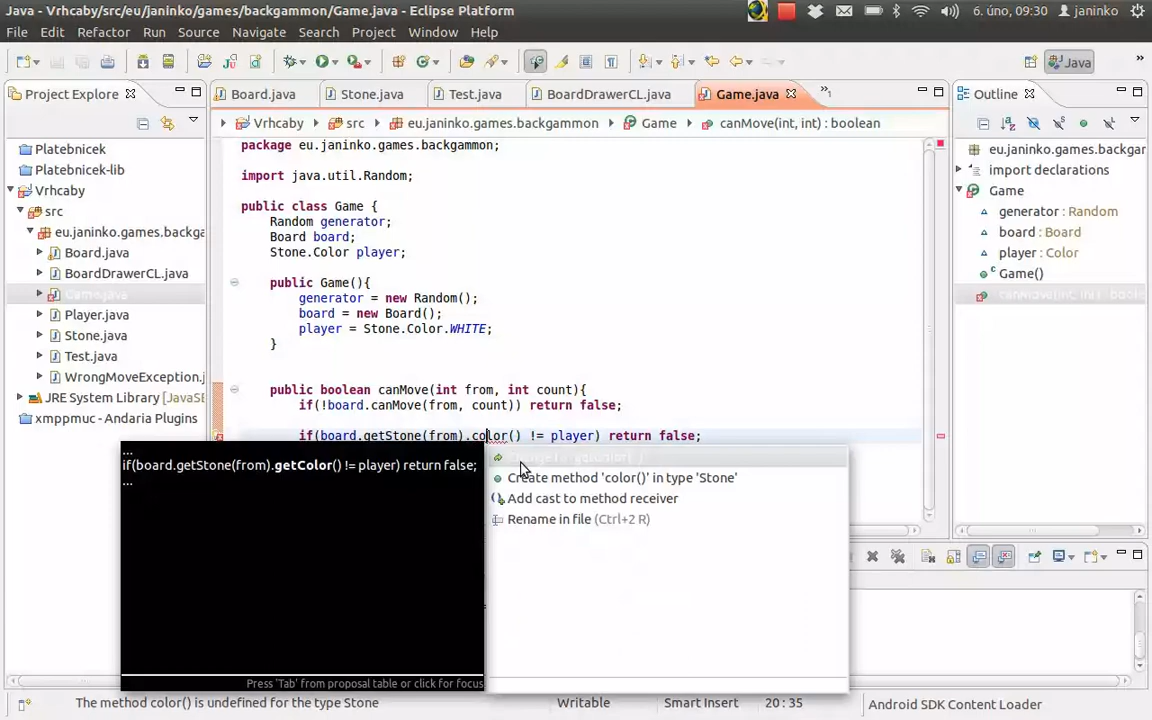 Java - Vrhcaby/src/eu/janinko/games/backgammon/Game.java - Eclipse Platform
6. úno, 09:30
janinko
File Edit Refactor Run Source Navigate Search Project Window Help
Java
Project Explore
Board.java
Stone.java
Test.java
BoardDrawerCL.java
Game.java
Outline
Vrhcaby
src
eu.janinko.games.backgammon
Game
canMove(int, int) : boolean
Platebnicek
Platebnicek-lib
Vrhcaby
src
eu.janinko.games.backga
Board.java
BoardDrawerCL.java
Game.java
Player.java
Stone.java
Test.java
WrongMoveException.j
JRE System Library [JavaSE
xmppmuc - Andaria Plugins
package eu.janinko.games.backgammon;
import java.util.Random;
public class Game {
Random generator;
Board board;
Stone.Color player;
public Game(){
generator = new Random();
board = new Board();
player = Stone.Color.WHITE;
}
public boolean canMove(int from, int count){
if(!board.canMove(from, count)) return false;
if(board.getStone(from).color() != player) return false;
...
if(board.getStone(from).getColor() != player) return false;
...
Press 'Tab' from proposal table or click for focus
Create method 'color()' in type 'Stone'
Add cast to method receiver
Rename in file (Ctrl+2 R)
eu.janinko.games.backgammon
import declarations
Game
generator : Random
board : Board
player : Color
Game()
canMove(int, int) : boole
The method color() is undefined for the type Stone
Writable
Smart Insert
20 : 35
Android SDK Content Loader